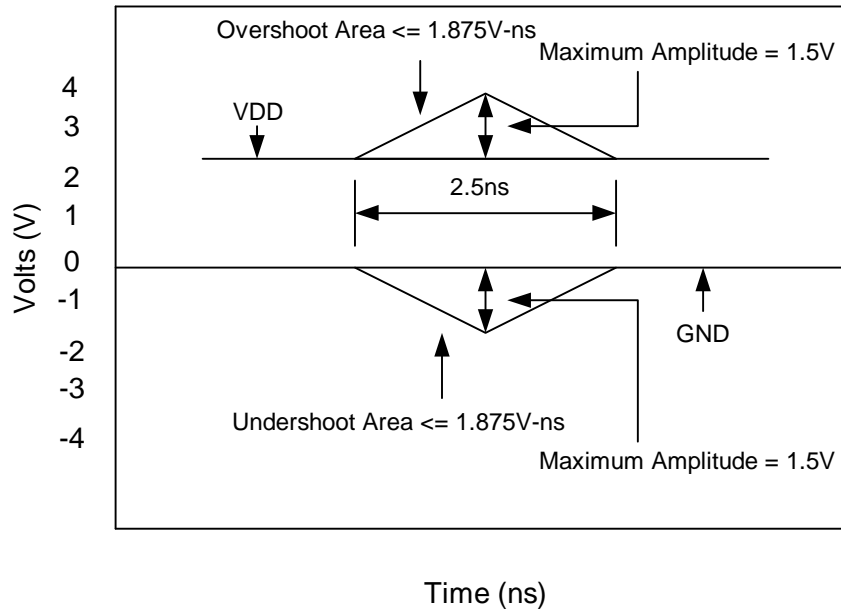 Overshoot Area <= 1.875V-ns
Maximum Amplitude = 1.5V
4
VDD
3
2
2.5ns
1
Volts (V)
0
-1
GND
-2
-3
Undershoot Area <= 1.875V-ns
-4
Maximum Amplitude = 1.5V
Time (ns)